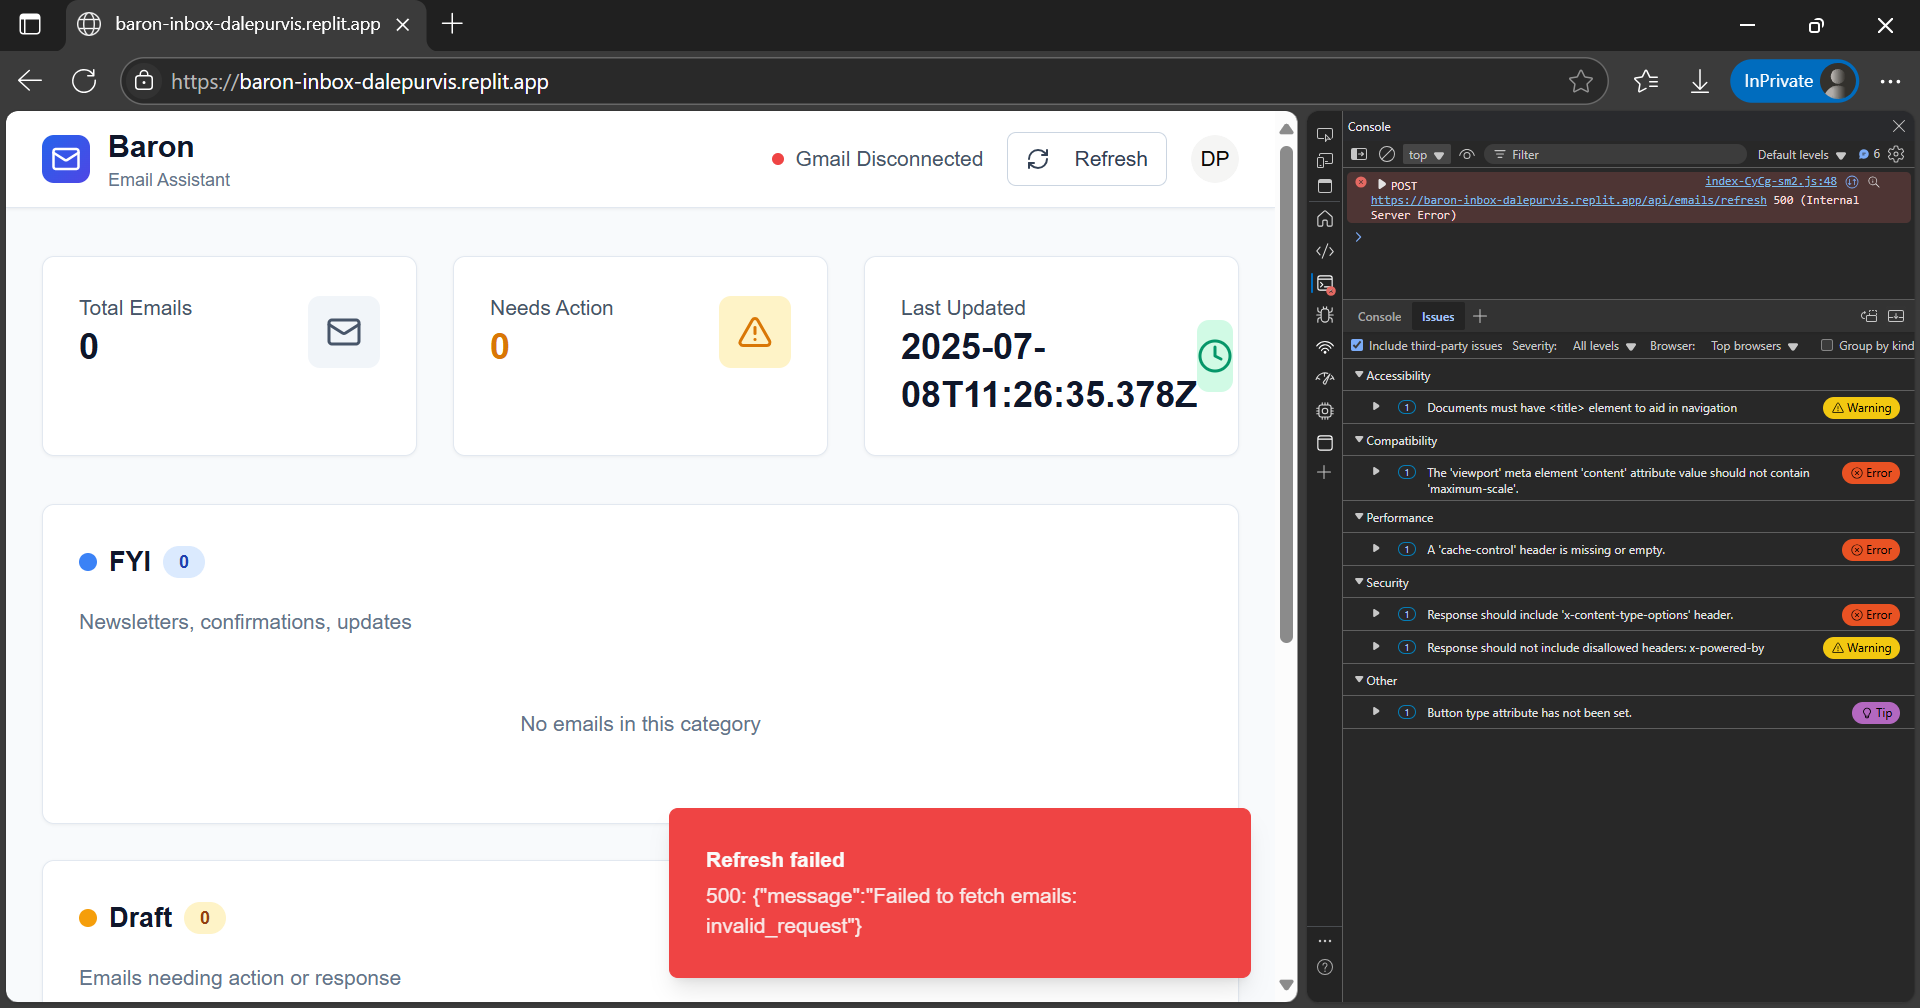 baron-inbox-dalepurvis.replit.app
https://baron-inbox-dalepurvis.replit.app
InPrivate
Baron
Email Assistant
Gmail Disconnected
Refresh
DP
Total Emails
0
Needs Action
0
Last Updated
2025-07-
08T11:26:35.378Z
FYI 0
Newsletters, confirmations, updates
No emails in this category
Draft 0
Emails needing action or response
Refresh failed
500: {"message":"Failed to fetch emails:
invalid_request"}
Console
top
Filter
Default levels
6
POST
index-CyCg-sm2.js:48
https://baron-inbox-dalepurvis.replit.app/api/emails/refresh 500 (Internal
Server Error)
Console Issues
Include third-party issues Severity: All levels Browser: Top browsers Group by kind
Accessibility
1 Documents must have <title> element to aid in navigation Warning
Compatibility
1 The 'viewport' meta element 'content' attribute value should not contain
'maximum-scale'. Error
Performance
1 A 'cache-control' header is missing or empty. Error
Security
1 Response should include 'x-content-type-options' header. Error
1 Response should not include disallowed headers: x-powered-by Warning
Other
1 Button type attribute has not been set. Tip